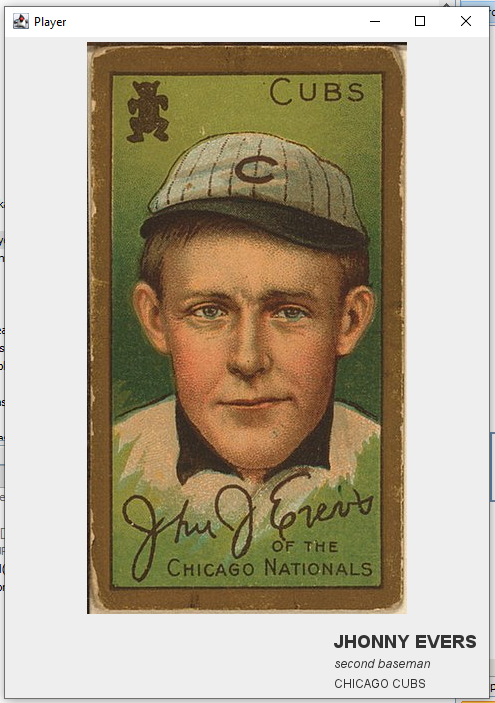 Player
CUBS
C
John J Evers
OF THE
CHICAGO NATIONALS
JHONNY EVERS
second baseman
CHICAGO CUBS